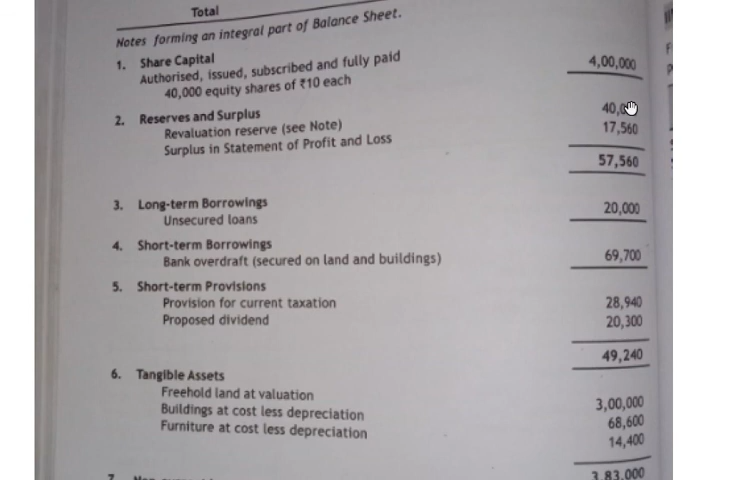 Total
Notes forming an integral part of Balance Sheet.
1. Share Capital
Authorised, issued, subscribed and fully paid
40,000 equity shares of ₹10 each 4,00,000
2. Reserves and Surplus
Revaluation reserve (see Note) 40,0
Surplus in Statement of Profit and Loss 17,560
57,560
3. Long-term Borrowings
Unsecured loans 20,000
4. Short-term Borrowings
Bank overdraft (secured on land and buildings) 69,700
5. Short-term Provisions
Provision for current taxation 28,940
Proposed dividend 20,300
49,240
6. Tangible Assets
Freehold land at valuation 3,00,000
Buildings at cost less depreciation 68,600
Furniture at cost less depreciation 14,400
3,83,000
7